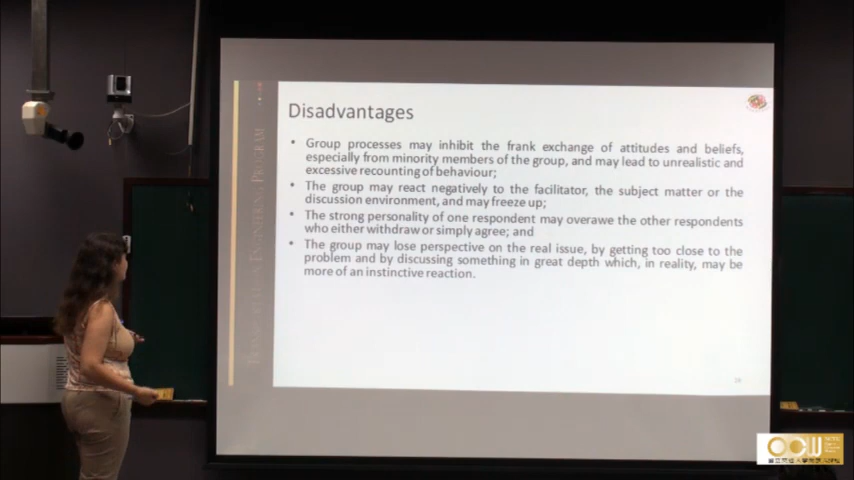 Disadvantages
• Group processes may inhibit the frank exchange of attitudes and beliefs,
especially from minority members of the group, and may lead to unrealistic and
excessive recounting of behaviour;
• The group may react negatively to the facilitator, the subject matter or the
discussion environment, and may freeze up;
• The strong personality of one respondent may overawe the other respondents
who either withdraw or simply agree; and
• The group may lose perspective on the real issue, by getting too close to the
problem and by discussing something in great depth which, in reality, may be
more of an instinctive reaction.
OCW